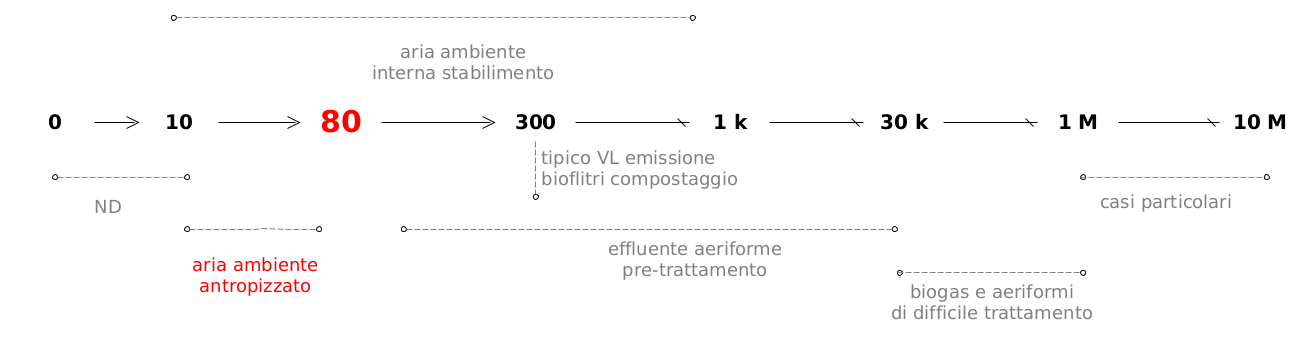 aria ambiente
interna stabilimento
0 10 80 300 1 k 30 k 1 M 10 M
tipico VL emissione
bioflitri compostaggio
ND
casi particolari
aria ambiente
antropizzato
effluente aeriforme
pre-trattamento
biogas e aeriformi
di difficile trattamento